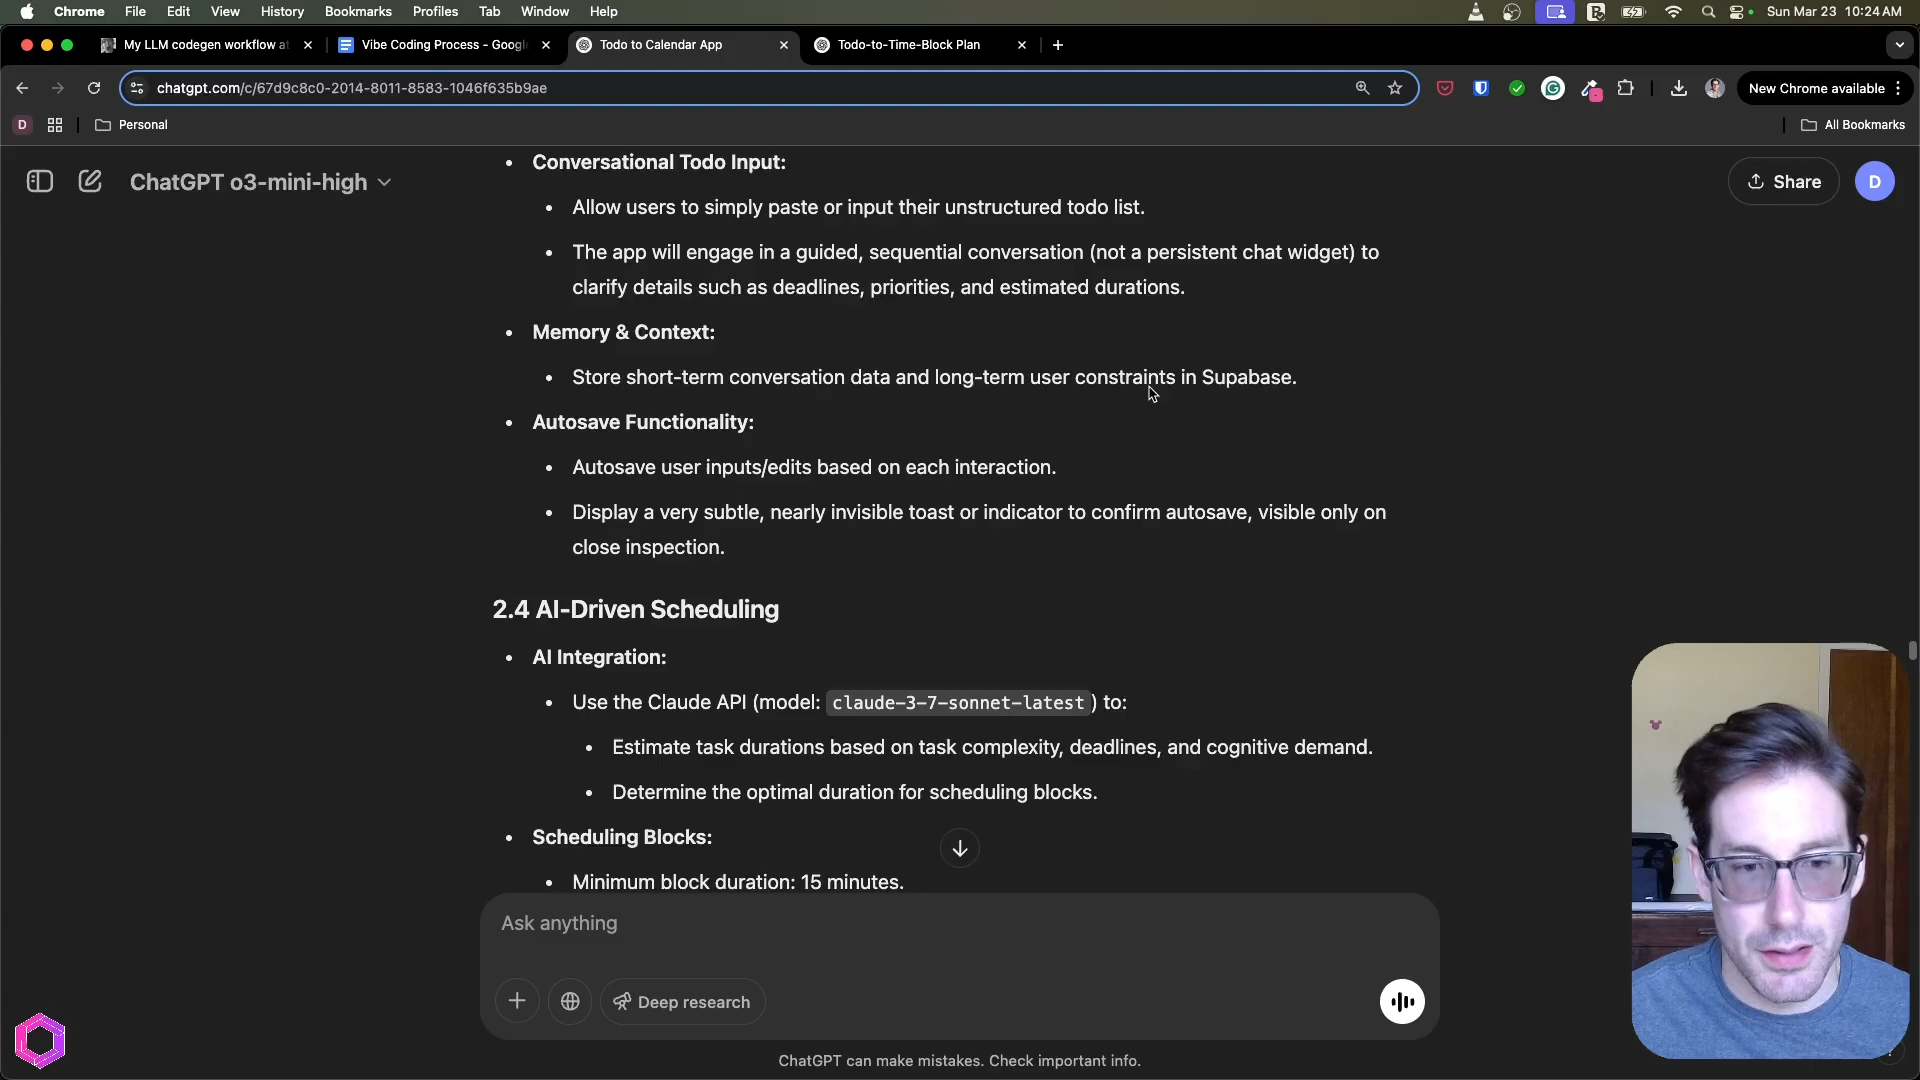 Chrome File Edit View History Bookmarks Profiles Tab Window Help Sun Mar 23 10:24 AM
My LLM codegen workflow at Vibe Coding Process - Google Todo to Calendar App Todo-to-Time-Block Plan
chatgpt.com/c/67d9c8c0-2014-8011-8583-1046f635b9ae New Chrome available
D Personal All Bookmarks
ChatGPT o3-mini-high Share D
Conversational Todo Input:
Allow users to simply paste or input their unstructured todo list.
The app will engage in a guided, sequential conversation (not a persistent chat widget) to
clarify details such as deadlines, priorities, and estimated durations.
Memory & Context:
Store short-term conversation data and long-term user constraints in Supabase.
Autosave Functionality:
Autosave user inputs/edits based on each interaction.
Display a very subtle, nearly invisible toast or indicator to confirm autosave, visible only on
close inspection.
2.4 AI-Driven Scheduling
AI Integration:
Use the Claude API (model: claude-3-7-sonnet-latest ) to:
Estimate task durations based on task complexity, deadlines, and cognitive demand.
Determine the optimal duration for scheduling blocks.
Scheduling Blocks:
Minimum block duration: 15 minutes.
Ask anything
Deep research
ChatGPT can make mistakes. Check important info.